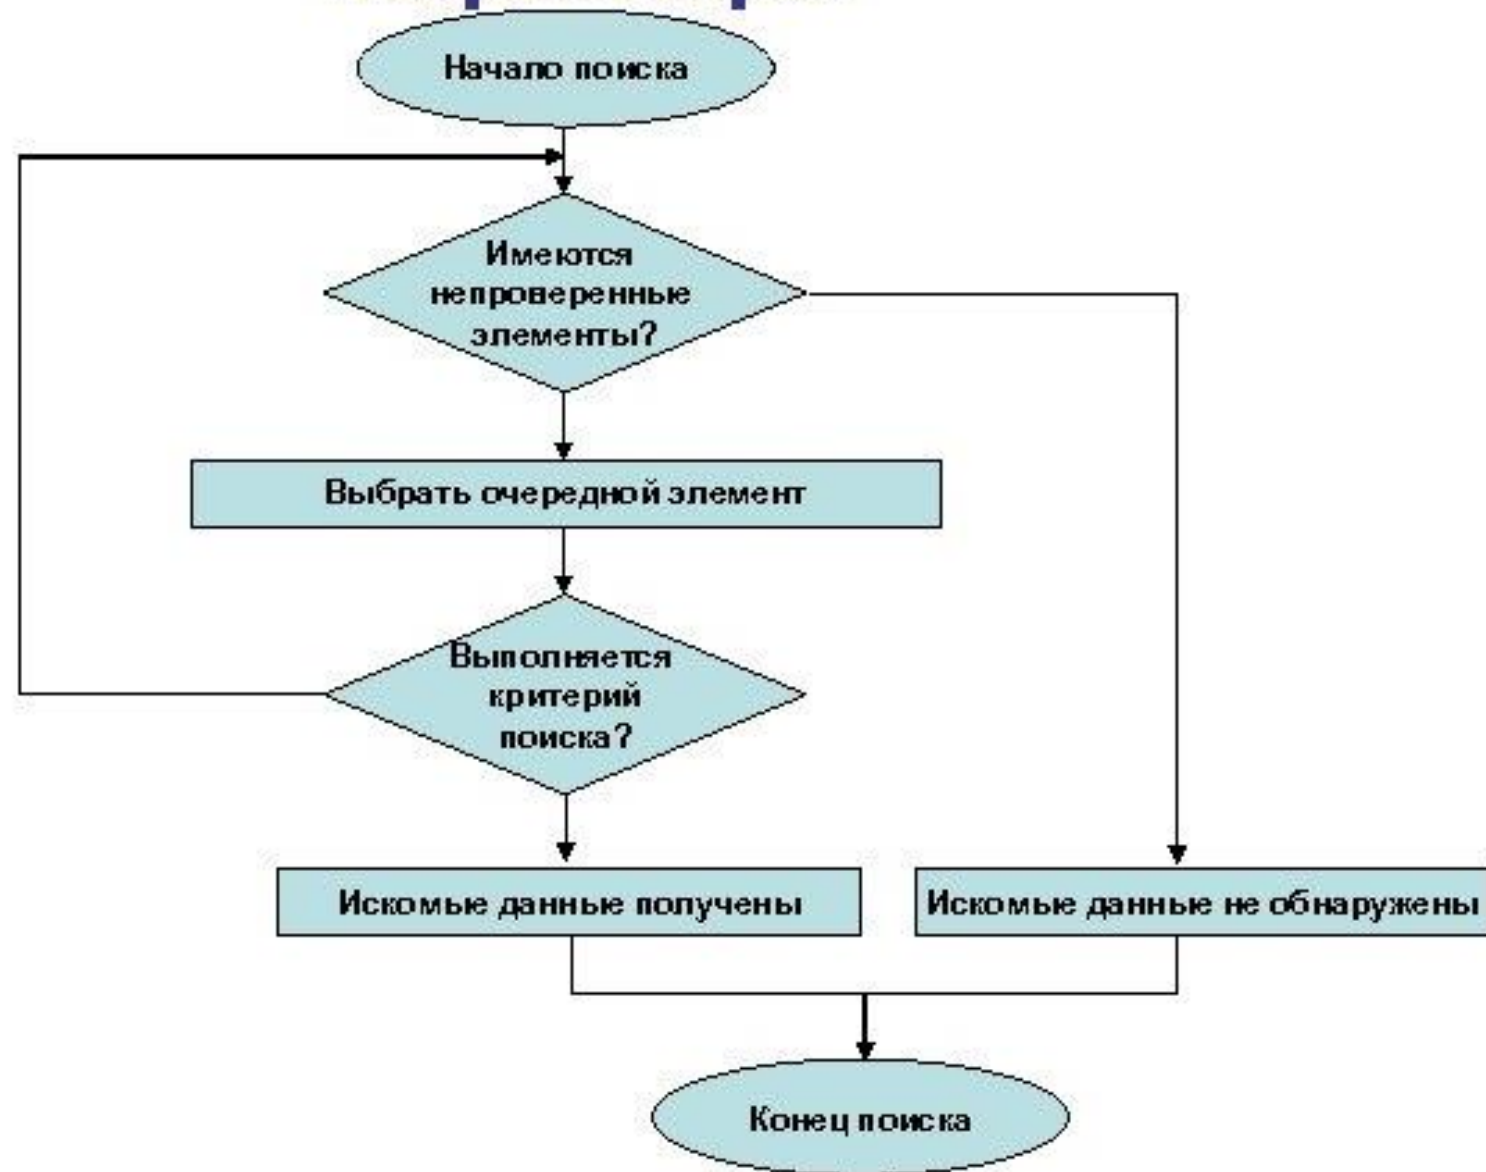 Начало поиска
Имеются
непроверенные
элементы?
Выбрать очередной элемент
Выполняется
критерий
поиска?
Искомые данные получены
Искомые данные не обнаружены
Конец поиска